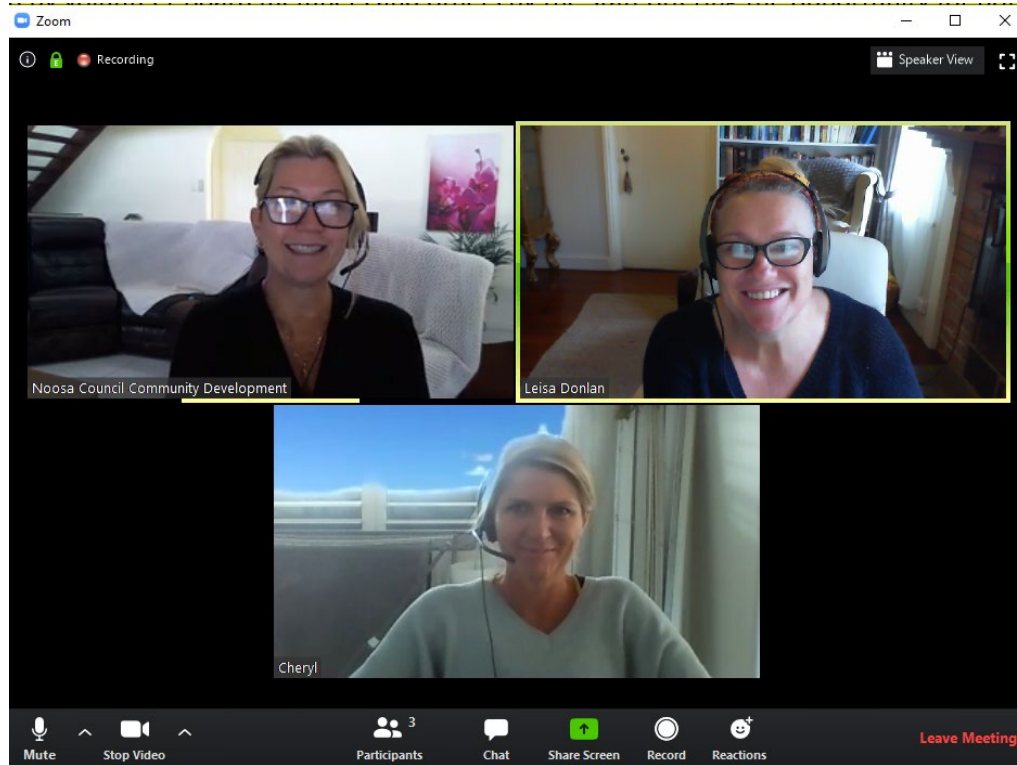 Zoom
Recording
Speaker View
Noosa Council Community Development
Leisa Donlan
Cheryl
Mute
Stop Video
3
Participants
Chat
Share Screen
Record
Reactions
Leave Meeting